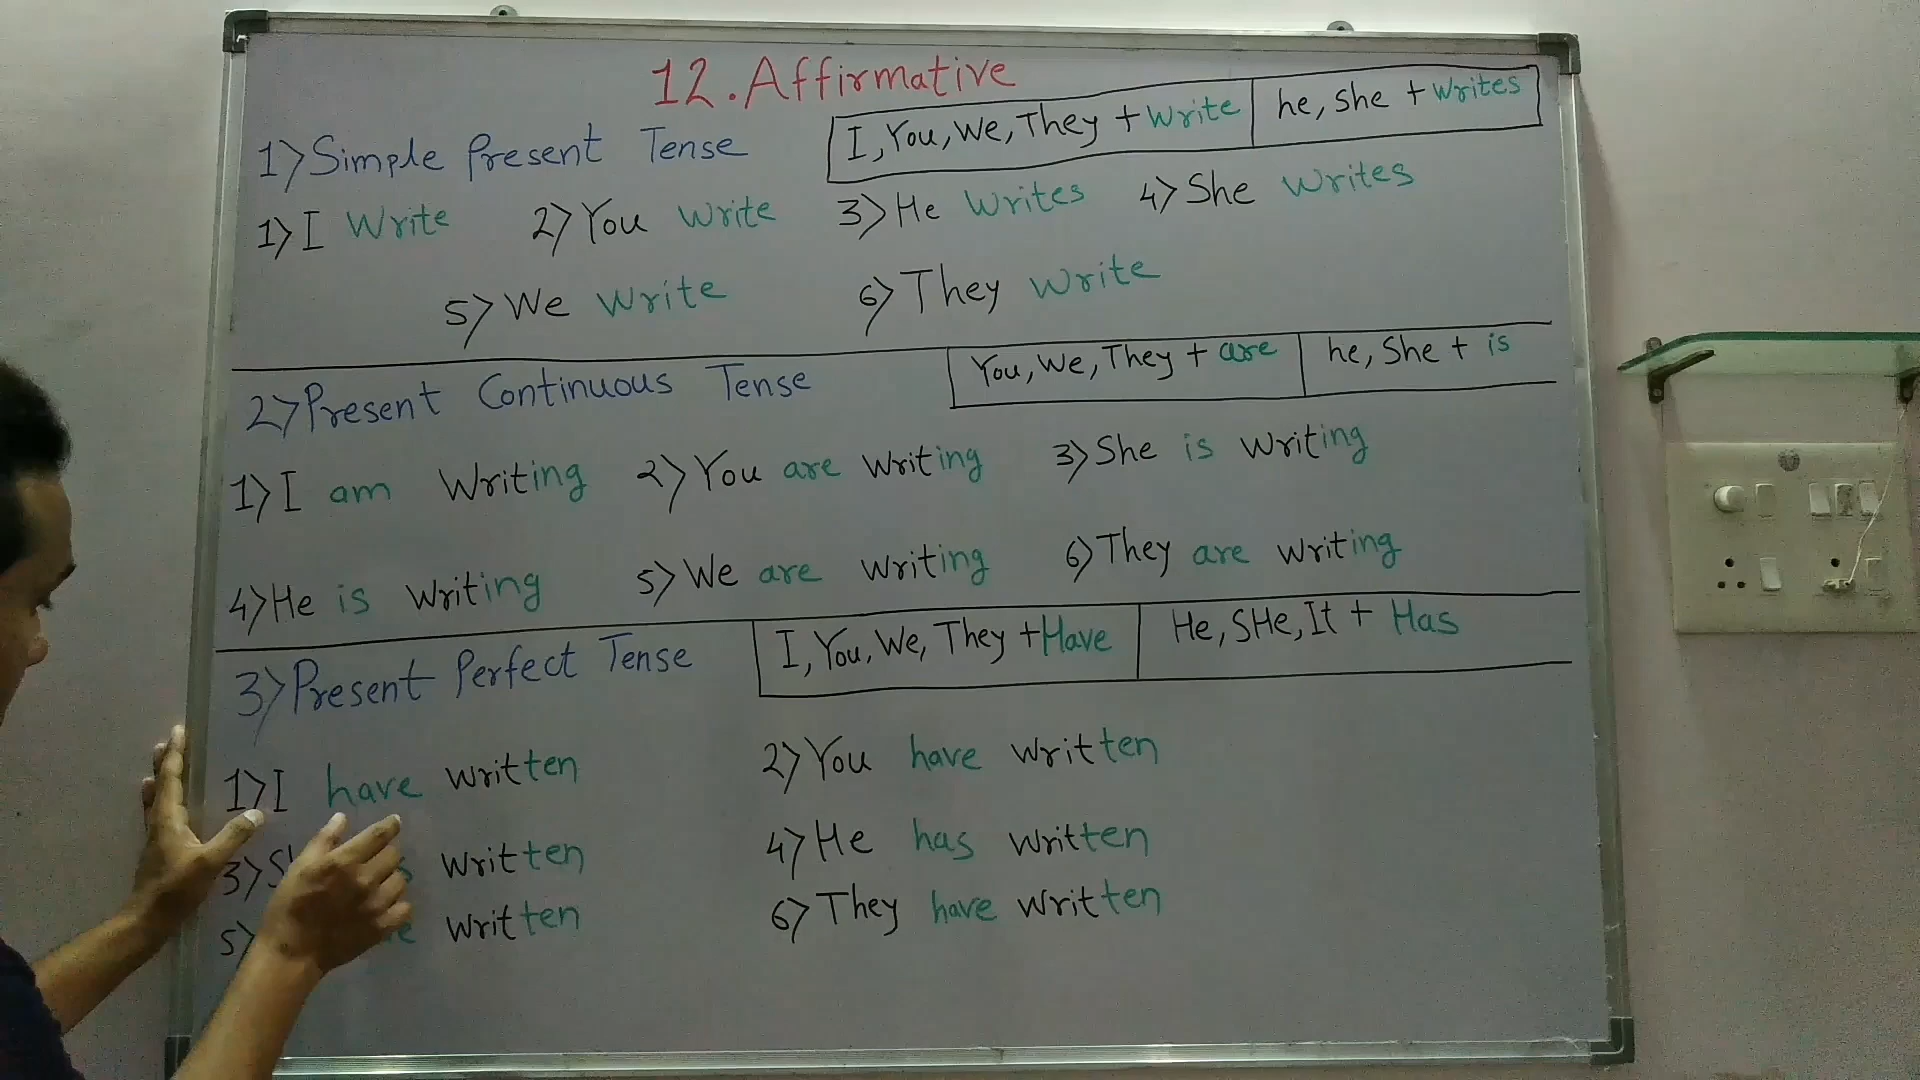 12. Affirmative
1) Simple Present Tense
I, You, We, They + Write
he, She + Writes
1) I Write 2) You Write 3) He Writes 4) She Writes
5) We Write 6) They Write
2) Present Continuous Tense
You, We, They + are
he, She + is
1) I am Writing 2) You are Writing 3) She is Writing
4) He is Writing 5) We are Writing 6) They are Writing
3) Present Perfect Tense
I, You, We, They + Have
He, SHe, It + Has
1) I have Written 2) You have Written
3) Written 4) He has Written
5) Written 6) They have Written